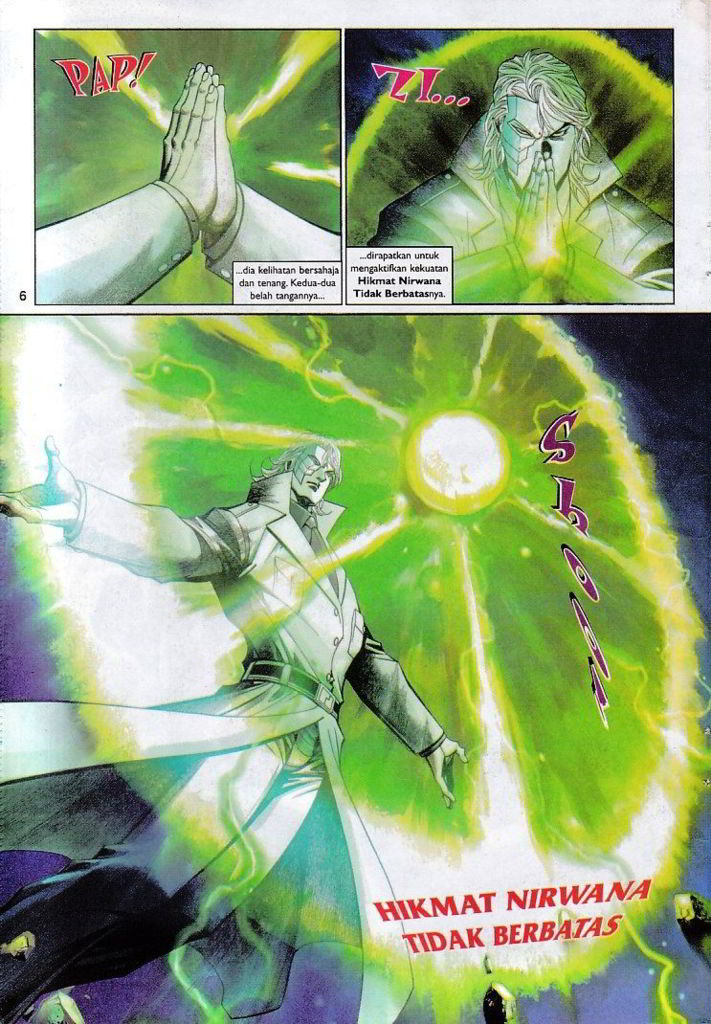 PAP!
...dia kelihatan bersahaja
dan tenang. Kedua-dua
belah tangannya...
ZI...
...dirapatkan untuk
mengaktifkan kekuatan
Hikmat Nirwana
Tidak Berbatasnya.
6
HIKMAT NIRWANA
TIDAK BERBATAS